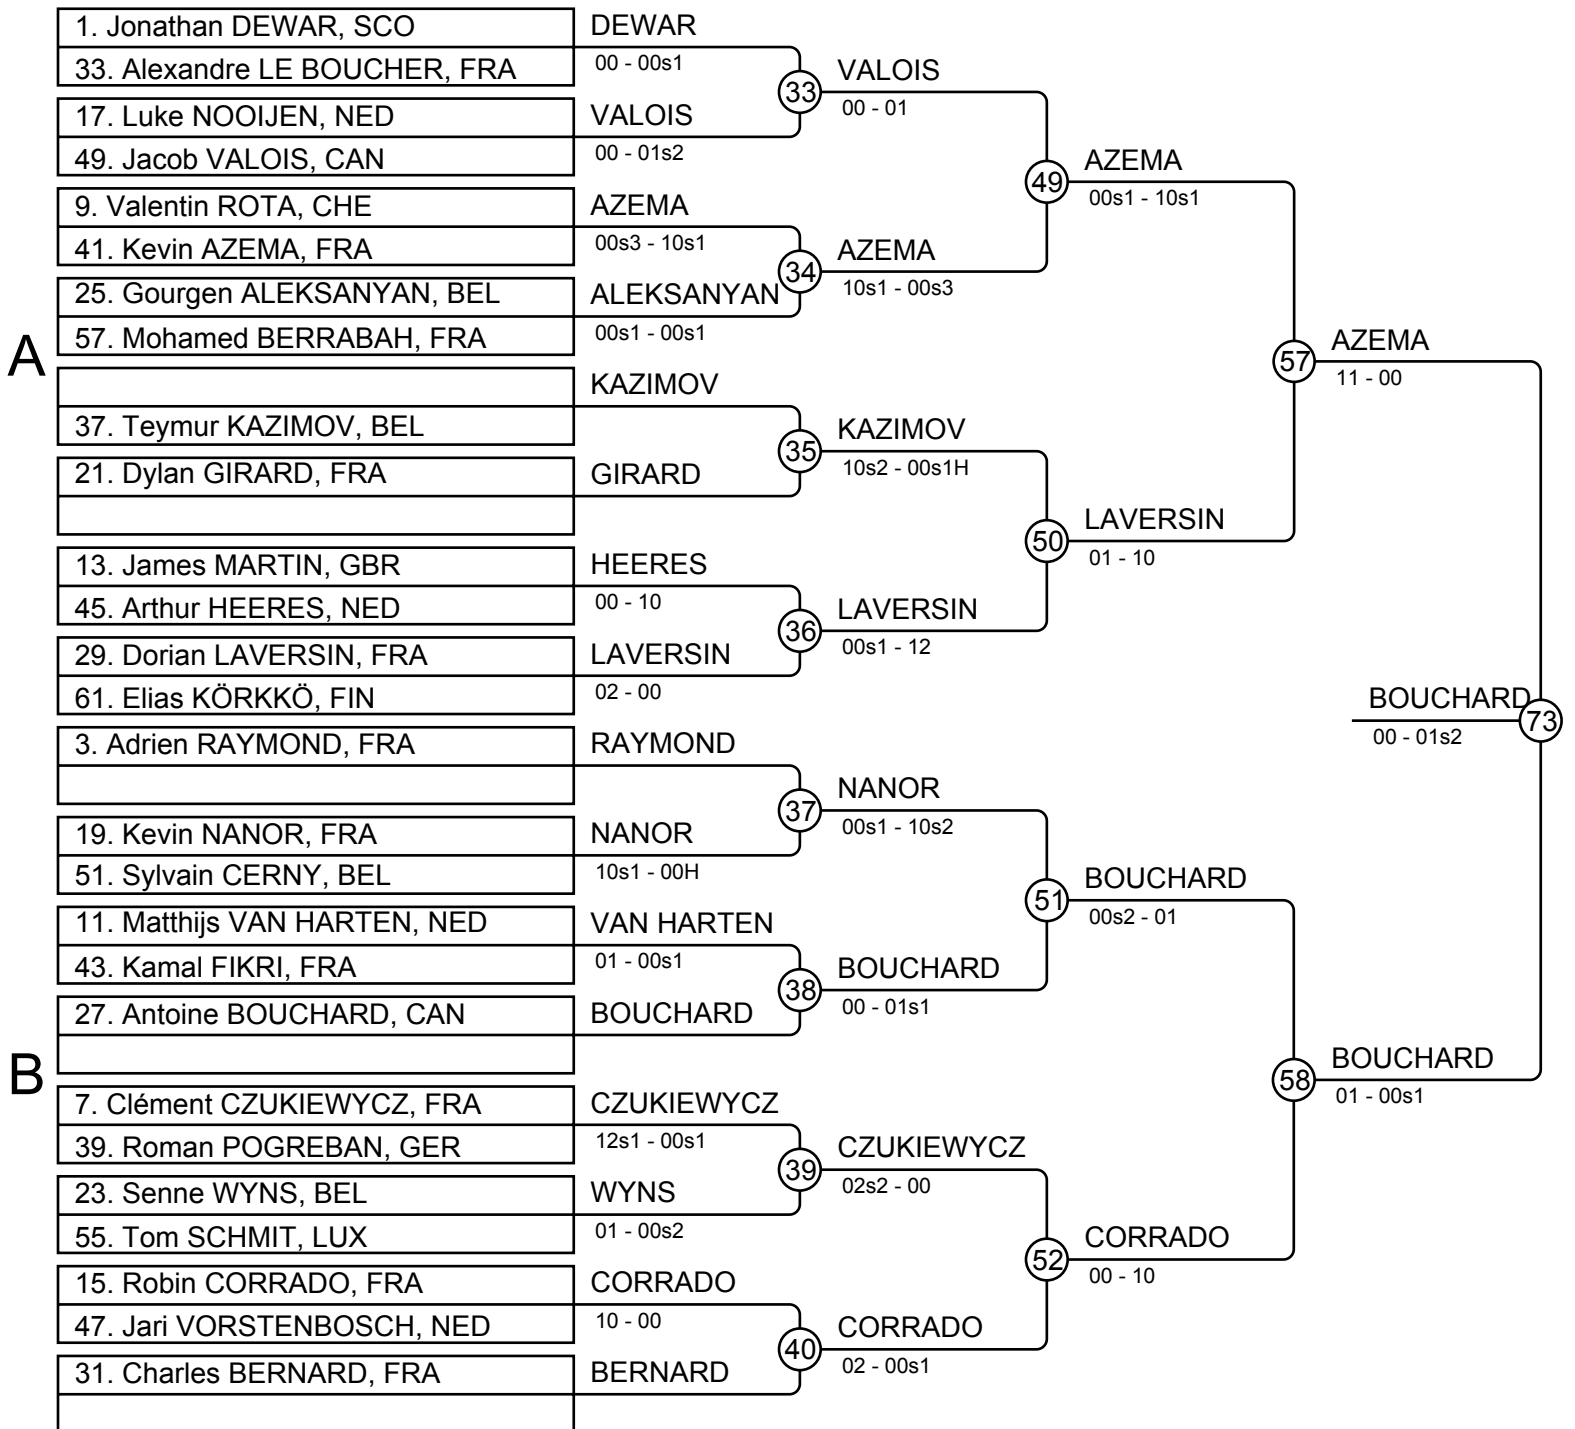 1. Jonathan DEWAR, SCO
33. Alexandre LE BOUCHER, FRA
17. Luke NOOIJEN, NED
49. Jacob VALOIS, CAN
9. Valentin ROTA, CHE
41. Kevin AZEMA, FRA
25. Gourgen ALEKSANYAN, BEL
57. Mohamed BERRABAH, FRA
A
37. Teymur KAZIMOV, BEL
21. Dylan GIRARD, FRA
13. James MARTIN, GBR
45. Arthur HEERES, NED
29. Dorian LAVERSIN, FRA
61. Elias KÖRKKÖ, FIN
3. Adrien RAYMOND, FRA
19. Kevin NANOR, FRA
51. Sylvain CERNY, BEL
11. Matthijs VAN HARTEN, NED
43. Kamal FIKRI, FRA
27. Antoine BOUCHARD, CAN
B
7. Clément CZUKIEWYCZ, FRA
39. Roman POGREBAN, GER
23. Senne WYNS, BEL
55. Tom SCHMIT, LUX
15. Robin CORRADO, FRA
47. Jari VORSTENBOSCH, NED
31. Charles BERNARD, FRA
DEWAR
00 - 00s1
VALOIS
00 - 01s2
AZEMA
00s3 - 10s1
ALEKSANYAN
00s1 - 00s1
KAZIMOV
GIRARD
HEERES
00 - 10
LAVERSIN
02 - 00
RAYMOND
NANOR
10s1 - 00H
VAN HARTEN
01 - 00s1
BOUCHARD
CZUKIEWYCZ
12s1 - 00s1
WYNS
01 - 00s2
CORRADO
10 - 00
BERNARD
33
VALOIS
00 - 01
34
AZEMA
10s1 - 00s3
35
KAZIMOV
10s2 - 00s1H
36
LAVERSIN
00s1 - 12
37
NANOR
00s1 - 10s2
38
BOUCHARD
00 - 01s1
39
CZUKIEWYCZ
02s2 - 00
40
CORRADO
02 - 00s1
49
AZEMA
00s1 - 10s1
50
LAVERSIN
01 - 10
51
BOUCHARD
00s2 - 01
52
CORRADO
00 - 10
57
AZEMA
11 - 00
58
BOUCHARD
01 - 00s1
BOUCHARD
73
00 - 01s2